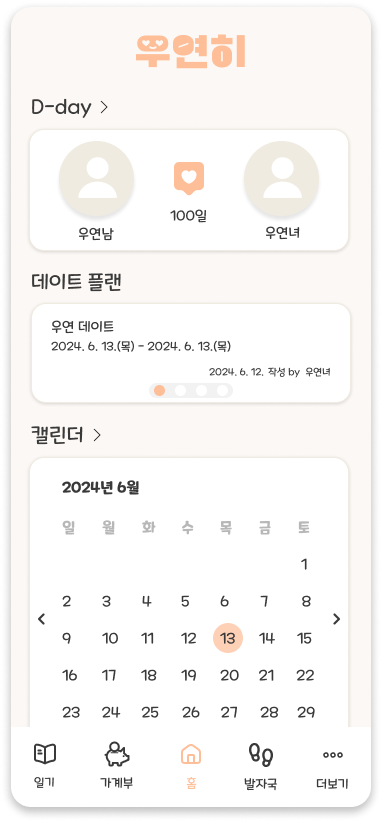 우연히
D-day >
100일
우연남 우연녀
데이트 플랜
우연 데이트
2024. 6. 13.(목) - 2024. 6. 13.(목)
2024. 6. 12. 작성 by 우연녀
캘린더 >
2024년 6월
일 월 화 수 목 금 토
1
2 3 4 5 6 7 8
9 10 11 12 13 14 15
16 17 18 19 20 21 22
23 24 25 26 27 28 29
일기 가계부 홈 발자국 더보기